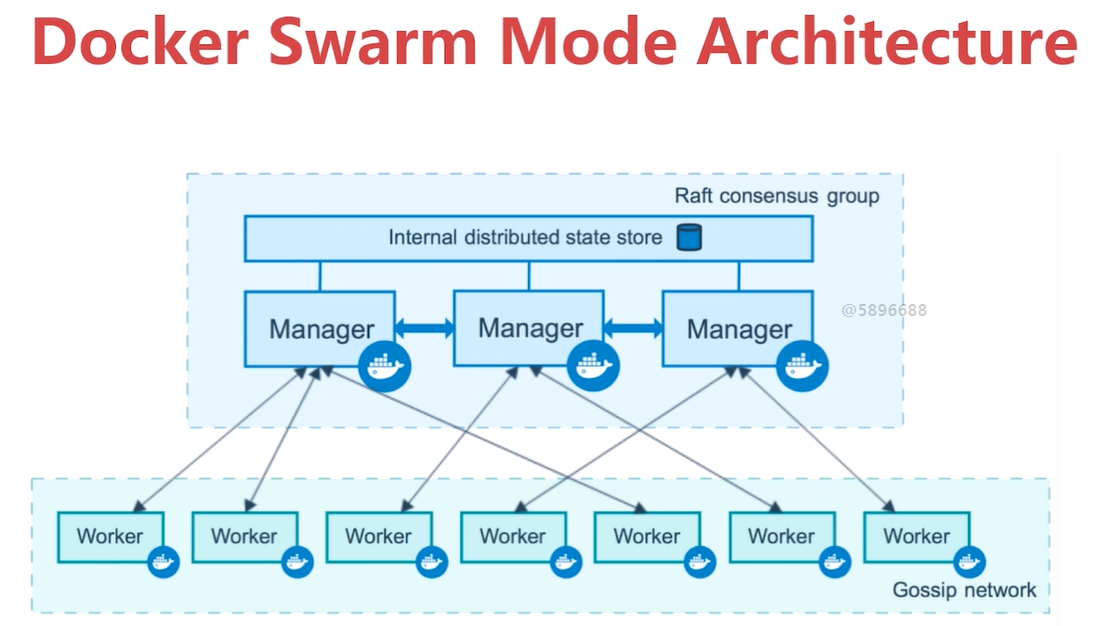 Docker Swarm Mode Architecture
Raft consensus group
Internal distributed state store
Manager
Manager
Manager
@5896688
Worker
Worker
Worker
Worker
Worker
Worker
Worker
Gossip network